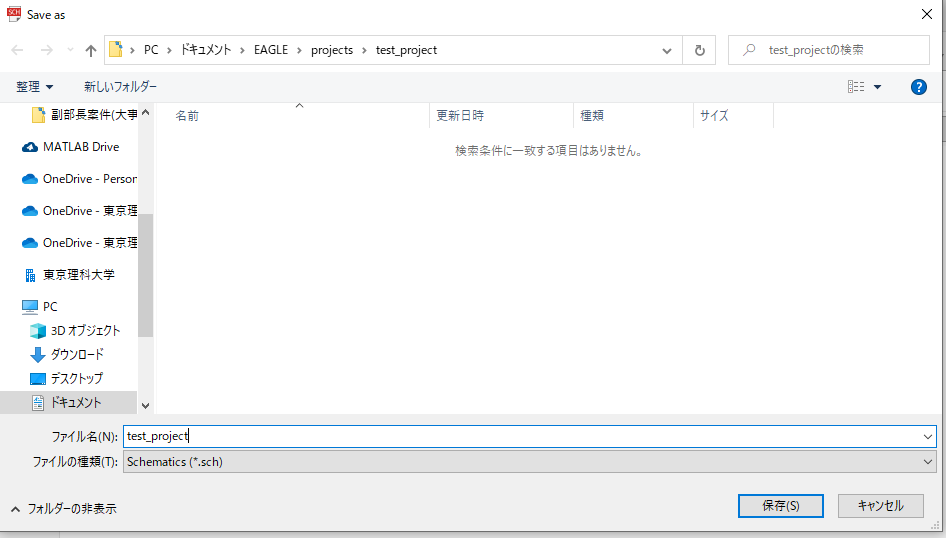 SCH Save as
PC > ドキュメント > EAGLE > projects > test_project
test_projectの検索
整理 新しいフォルダー
名前 更新日時 種類 サイズ
検索条件に一致する項目はありません。
副部長案件(大事
MATLAB Drive
OneDrive - Person
OneDrive - 東京理
OneDrive - 東京理
東京理科大学
PC
3D オブジェクト
ダウンロード
デスクトップ
ドキュメント
ファイル名(N): test_project
ファイルの種類(T): Schematics (*.sch)
フォルダーの非表示
保存(S) キャンセル